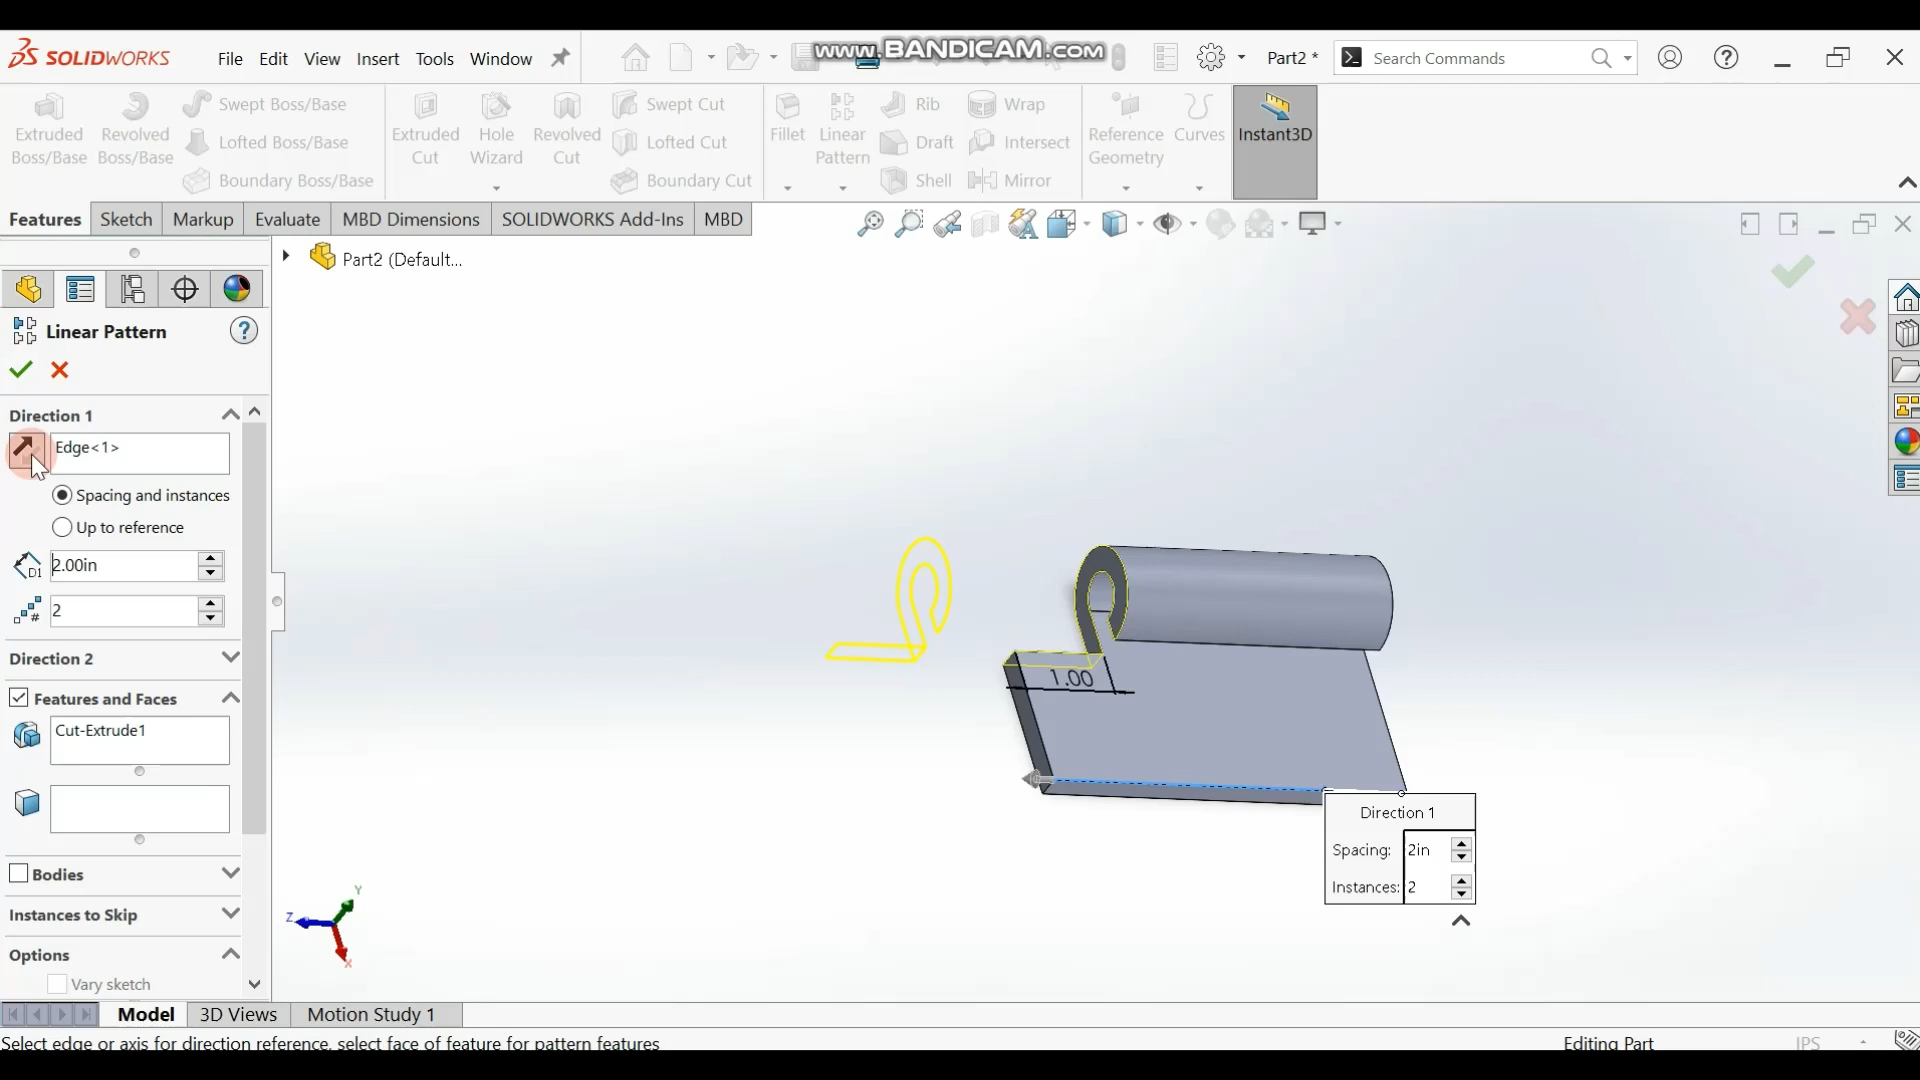 SOLIDWORKS File Edit View Insert Tools Window www.BANDICAM.com Part2 * Search Commands
Extruded Boss/Base
Revolved Boss/Base
Swept Boss/Base
Lofted Boss/Base
Boundary Boss/Base
Extruded Cut
Hole Wizard
Revolved Cut
Swept Cut
Lofted Cut
Boundary Cut
Fillet
Linear Pattern
Rib
Draft
Shell
Wrap
Intersect
Mirror
Reference Geometry
Curves
Instant3D
Features Sketch Markup Evaluate MBD Dimensions SOLIDWORKS Add-Ins MBD
Part2 (Default...
Linear Pattern
Direction 1
Edge<1>
Spacing and instances
Up to reference
D1 2.00in
# 2
Direction 2
Features and Faces
Cut-Extrude1
Bodies
Instances to Skip
Options
Vary sketch
1.00
Direction 1
Spacing: 2in
Instances: 2
Y
Z
X
Model 3D Views Motion Study 1
Select edge or axis for direction reference, select face of feature for pattern features Editing Part IPS